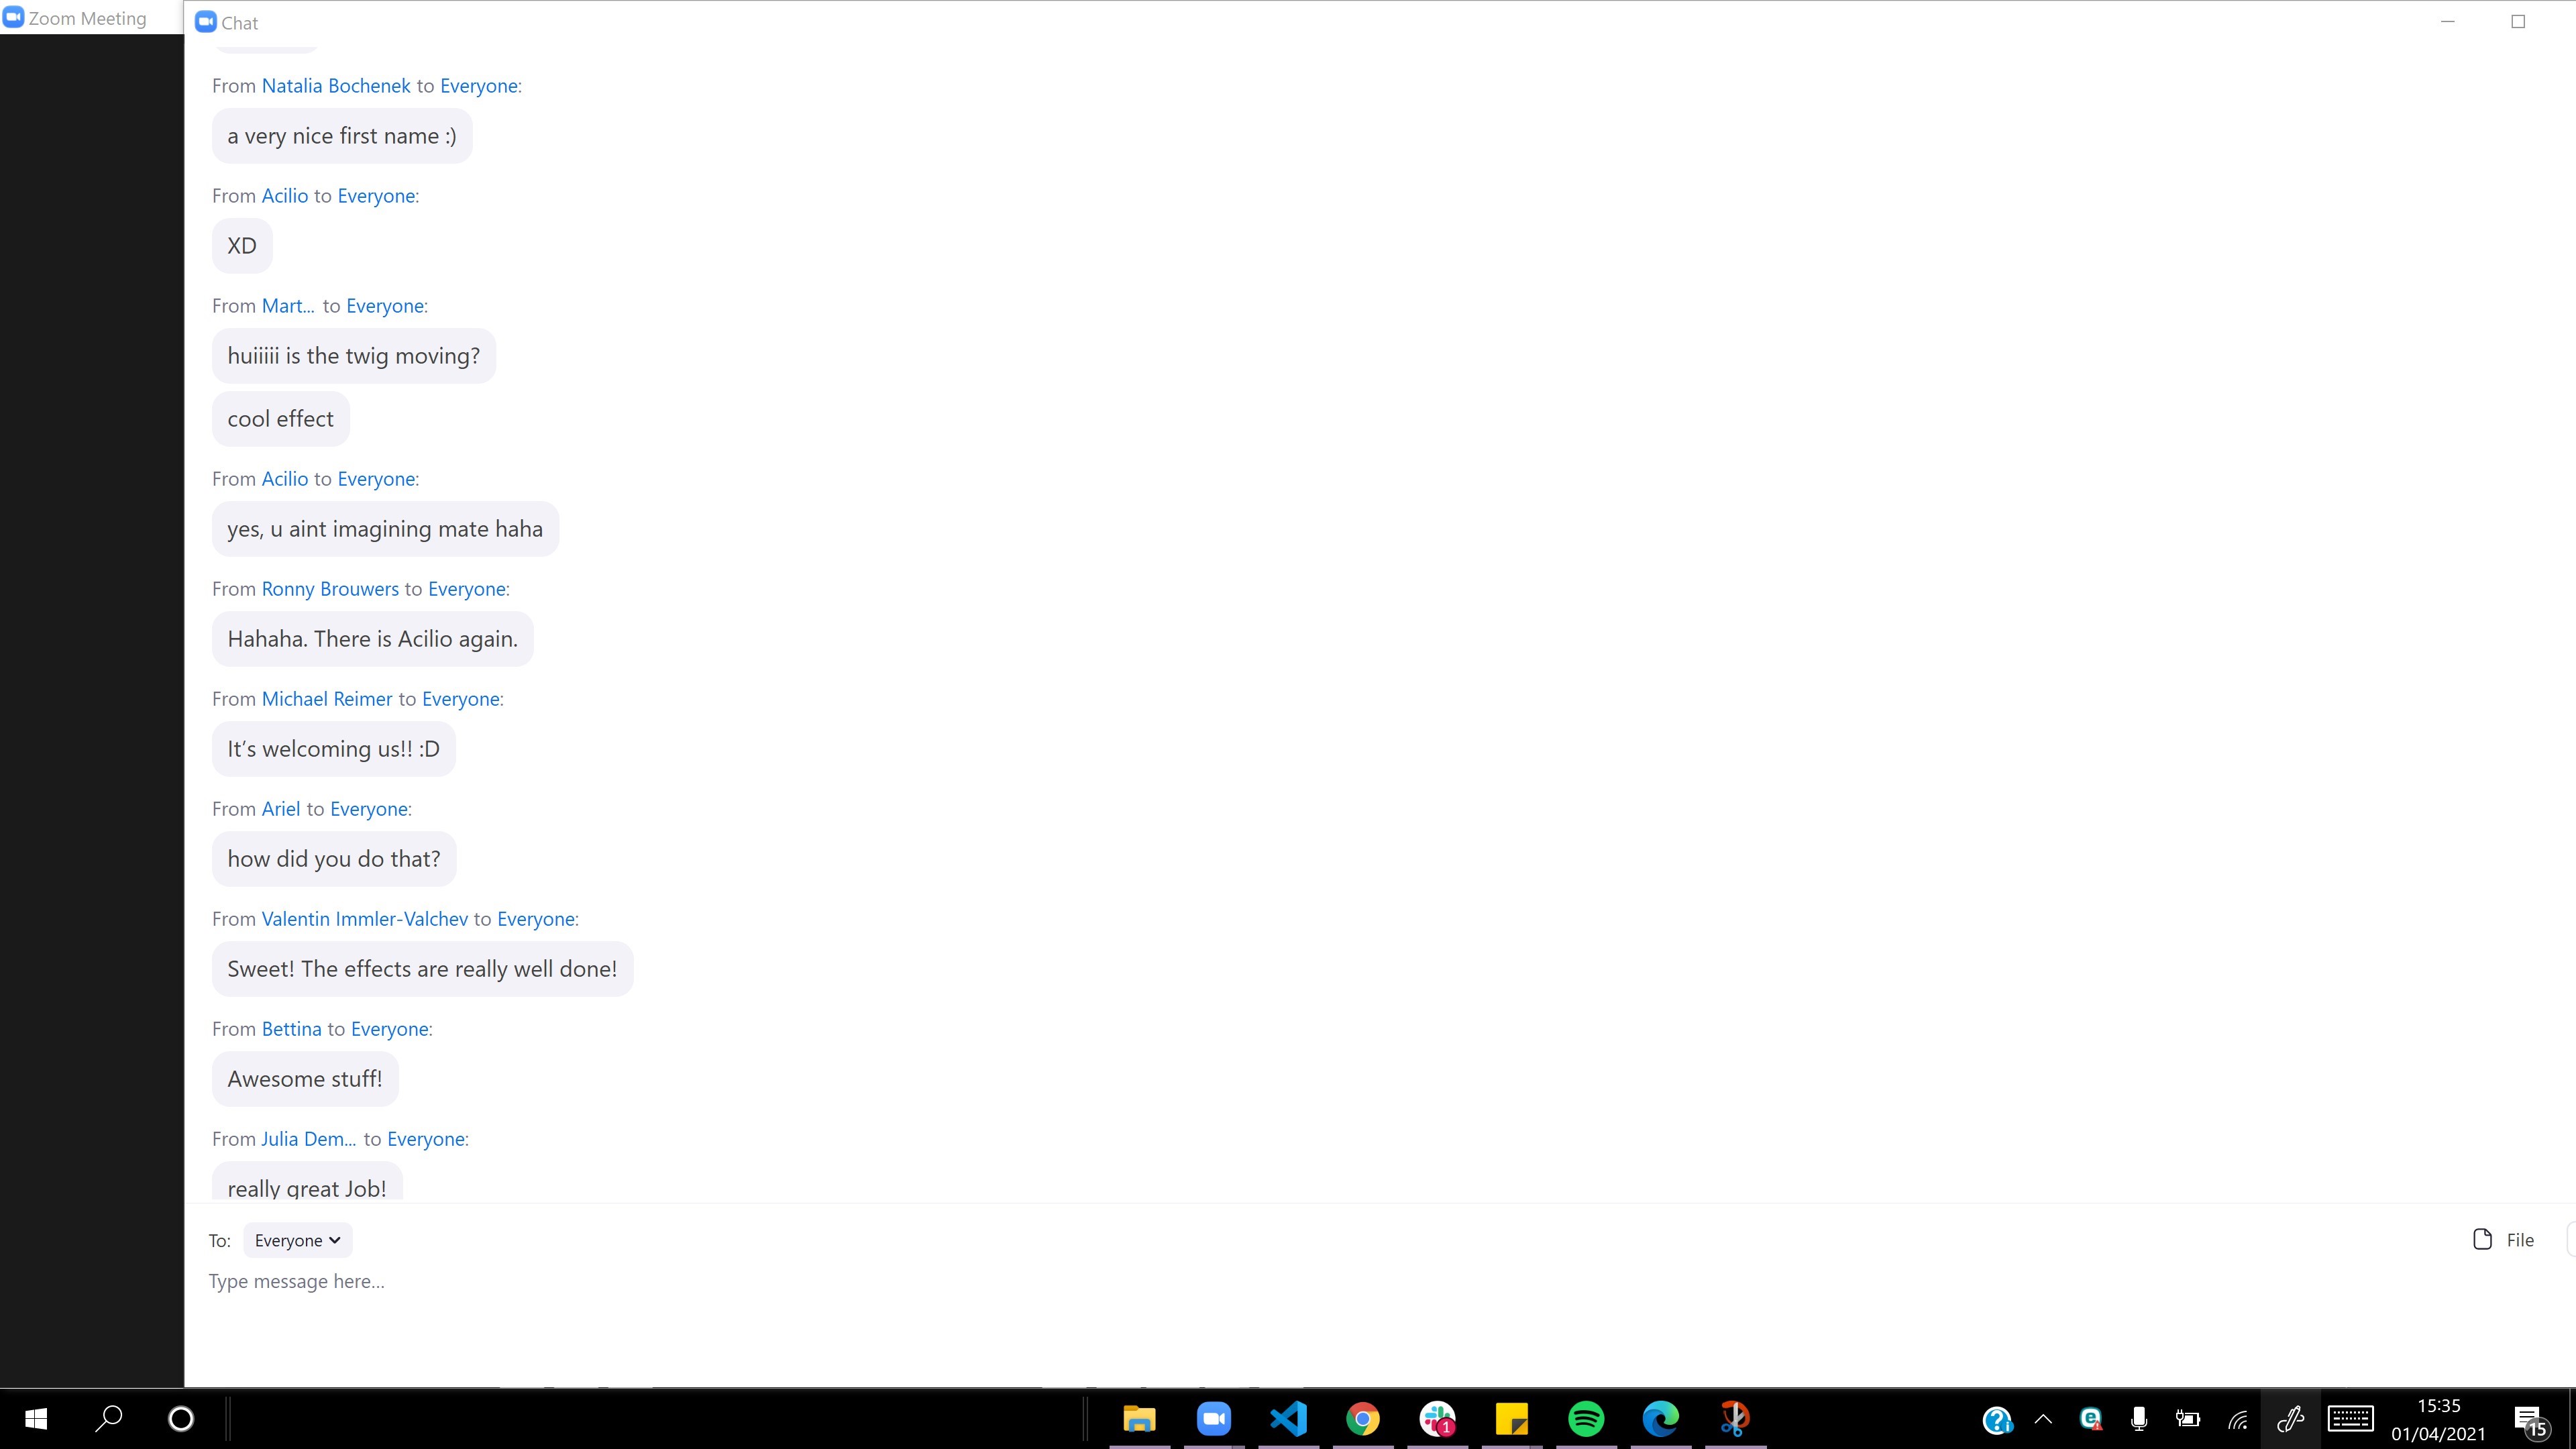 Zoom Meeting
Chat
From Natalia Bochenek to Everyone:
a very nice first name :)
From Acilio to Everyone:
XD
From Mart... to Everyone:
huiiiii is the twig moving?
cool effect
From Acilio to Everyone:
yes, u aint imagining mate haha
From Ronny Brouwers to Everyone:
Hahaha. There is Acilio again.
From Michael Reimer to Everyone:
It's welcoming us!! :D
From Ariel to Everyone:
how did you do that?
From Valentin Immler-Valchev to Everyone:
Sweet! The effects are really well done!
From Bettina to Everyone:
Awesome stuff!
From Julia Dem... to Everyone:
really great Job!
To: Everyone
File
Type message here...
1
15:35
01/04/2021
15